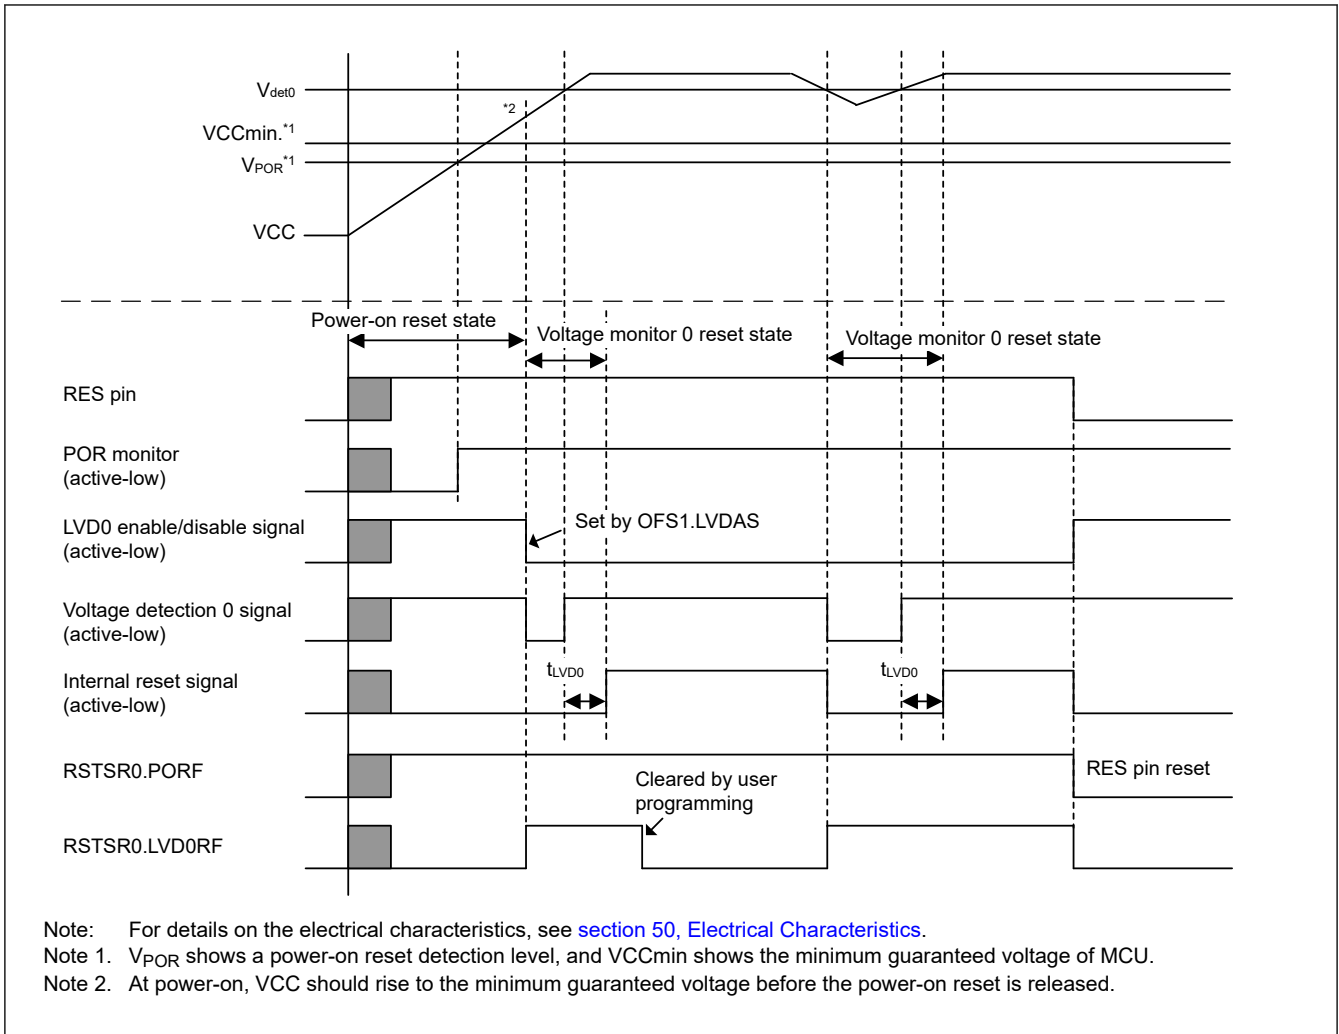 Vdet0
*2
VCCmin.*1
VPOR*1
VCC
Power-on reset state
Voltage monitor 0 reset state
Voltage monitor 0 reset state
RES pin
POR monitor
(active-low)
LVD0 enable/disable signal
(active-low)
Set by OFS1.LVDAS
Voltage detection 0 signal
(active-low)
Internal reset signal
(active-low)
tLVD0
tLVD0
RSTSR0.PORF
RES pin reset
Cleared by user
programming
RSTSR0.LVD0RF
Note: For details on the electrical characteristics, see section 50, Electrical Characteristics.
Note 1. VPOR shows a power-on reset detection level, and VCCmin shows the minimum guaranteed voltage of MCU.
Note 2. At power-on, VCC should rise to the minimum guaranteed voltage before the power-on reset is released.